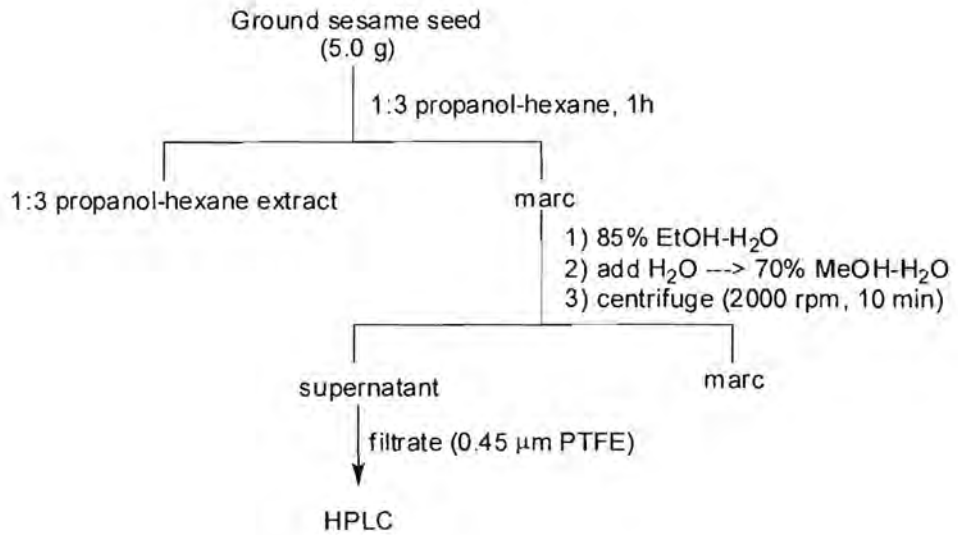 Ground sesame seed
(5.0 g)
1:3 propanol-hexane, 1h
1:3 propanol-hexane extract
marc
1) 85% EtOH-H₂O
2) add H₂O ---> 70% MeOH-H₂O
3) centrifuge (2000 rpm, 10 min)
supernatant
marc
filtrate (0.45 μm PTFE)
HPLC